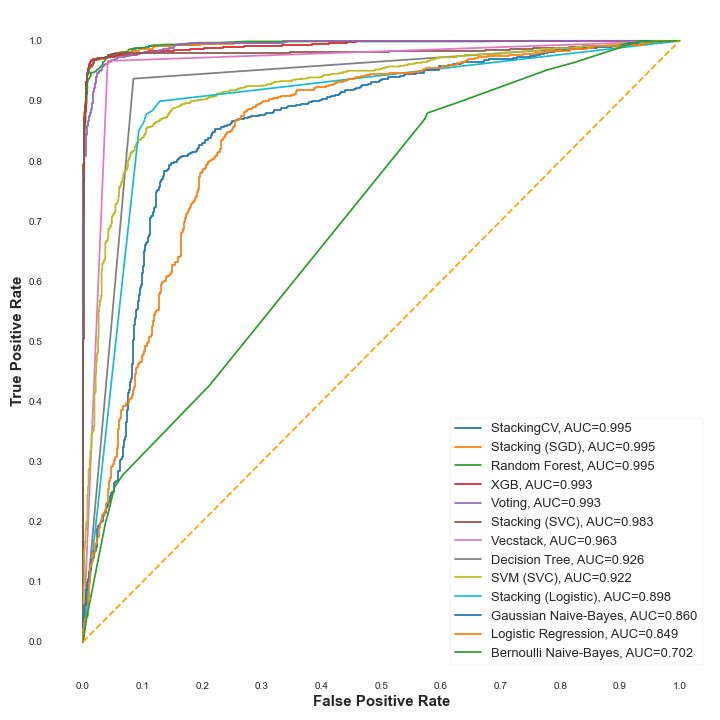 1.0
0.9
0.8
0.7
0.6
0.5
0.4
0.3
0.2
0.1
0.0
True Positive Rate
StackingCV, AUC=0.995
Stacking (SGD), AUC=0.995
Random Forest, AUC=0.995
XGB, AUC=0.993
Voting, AUC=0.993
Stacking (SVC), AUC=0.983
Vecstack, AUC=0.963
Decision Tree, AUC=0.926
SVM (SVC), AUC=0.922
Stacking (Logistic), AUC=0.898
Gaussian Naive-Bayes, AUC=0.860
Logistic Regression, AUC=0.849
Bernoulli Naive-Bayes, AUC=0.702
0.0 0.1 0.2 0.3 0.4 0.5 0.6 0.7 0.8 0.9 1.0
False Positive Rate